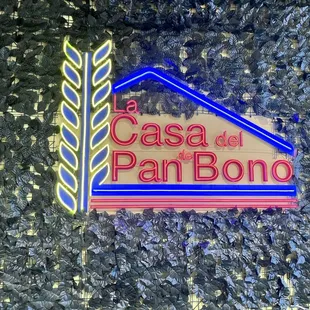 La
Casa del
Pan de Bono